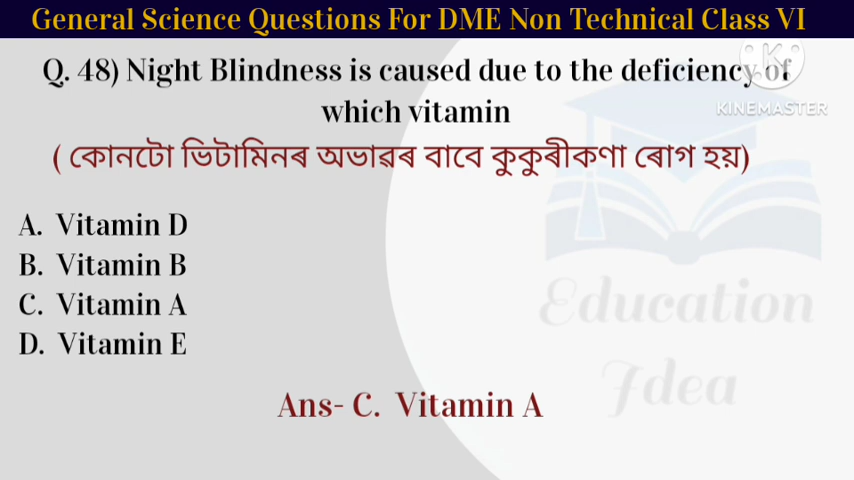 General Science Questions For DME Non Technical Class VI
Q. 48) Night Blindness is caused due to the deficiency of
which vitamin
( কোনটো ভিটামিনৰ অভাৱৰ বাবে কুকুৰীকণা ৰোগ হয়)
KINEMASTER
A. Vitamin D
B. Vitamin B
C. Vitamin A
D. Vitamin E
Education
Idea
Ans- C. Vitamin A